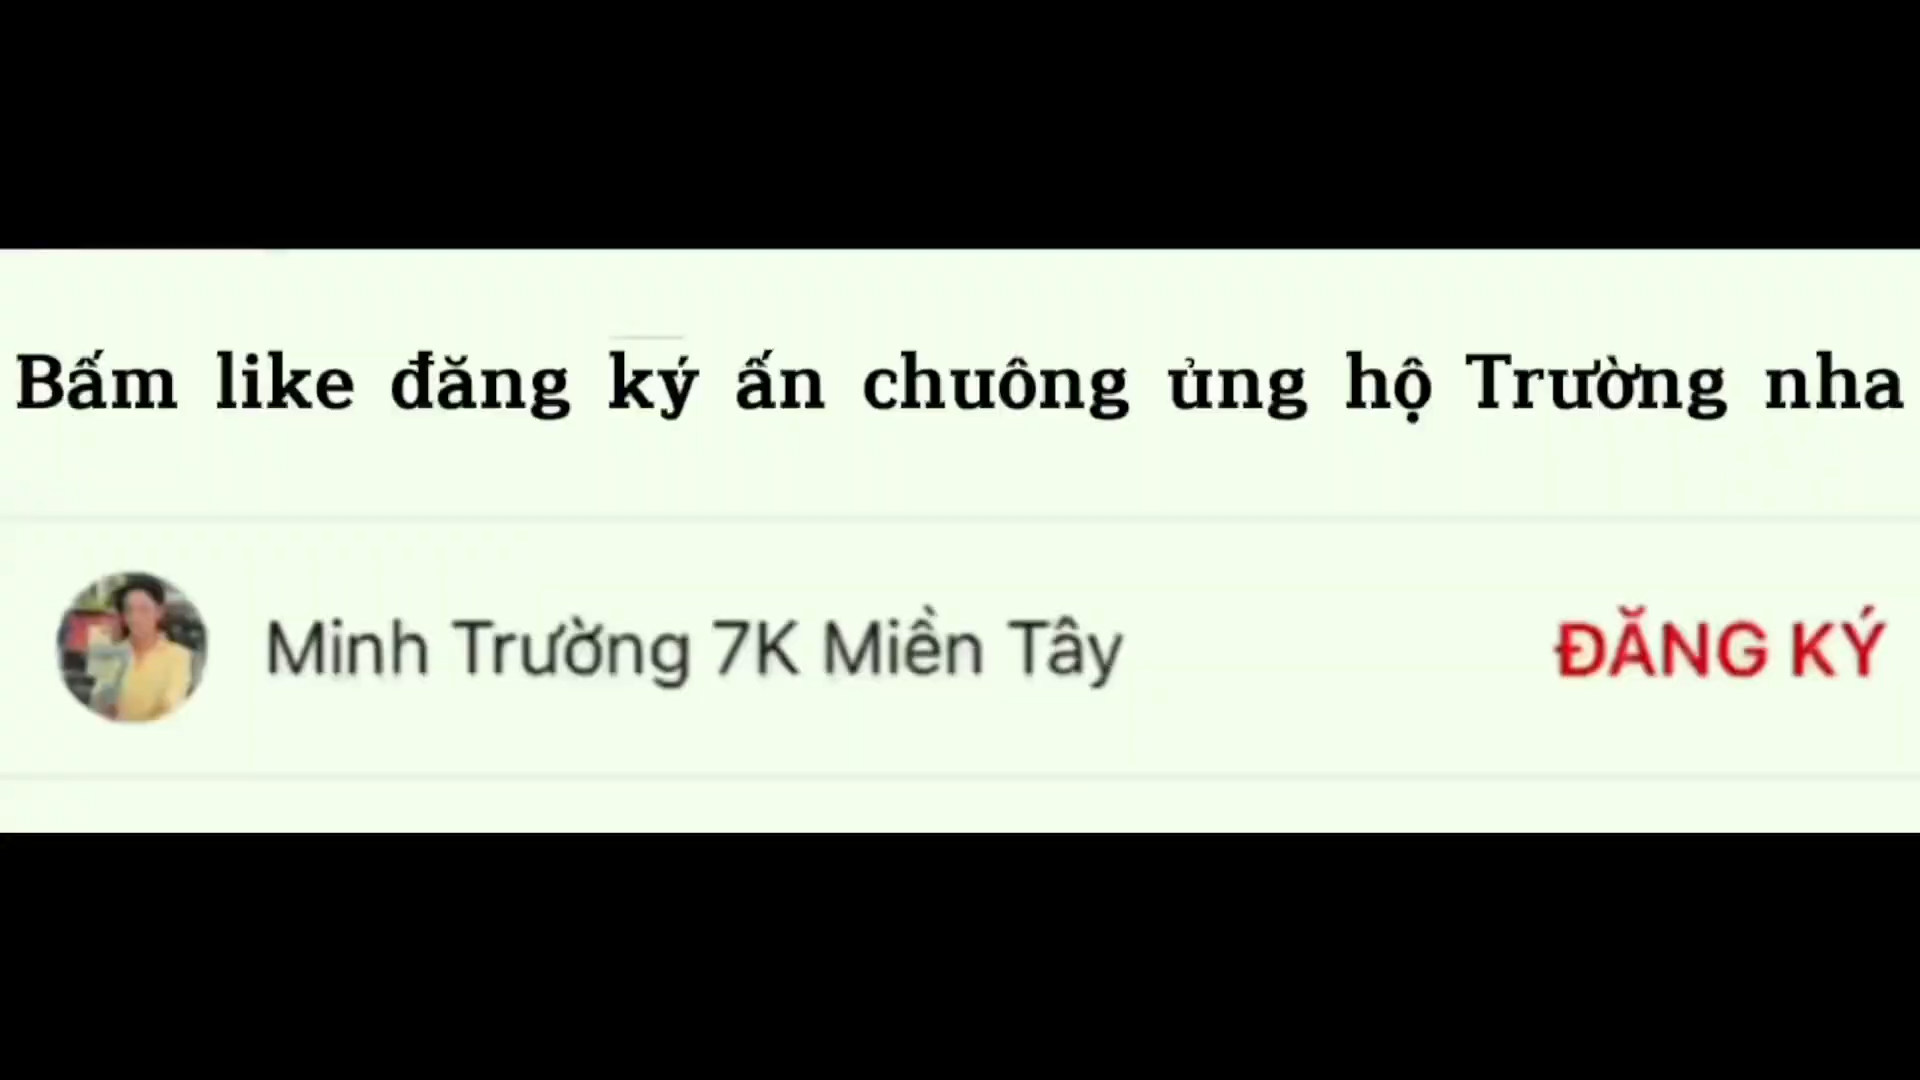 Bấm like đăng ký ấn chuông ủng hộ Trường nha
Minh Trường 7K Miền Tây
ĐĂNG KÝ